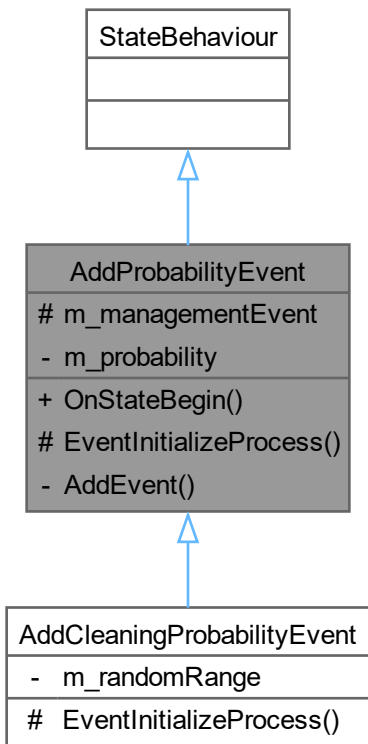 StateBehaviour
AddProbabilityEvent
# m_managementEvent
- m_probability
+ OnStateBegin()
# EventInitializeProcess()
- AddEvent()
AddCleaningProbabilityEvent
- m_randomRange
# EventInitializeProcess()